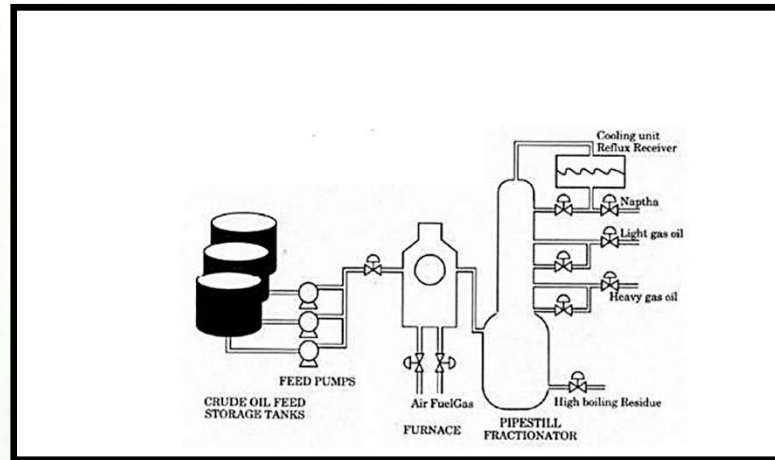 Cooling unit
Reflux Receiver
Naptha
Light gas oil
Heavy gas oil
FEED PUMPS
CRUDE OIL FEED
STORAGE TANKS
Air FuelGas
FURNACE
High boiling Residue
PIPESTILL
FRACTIONATOR